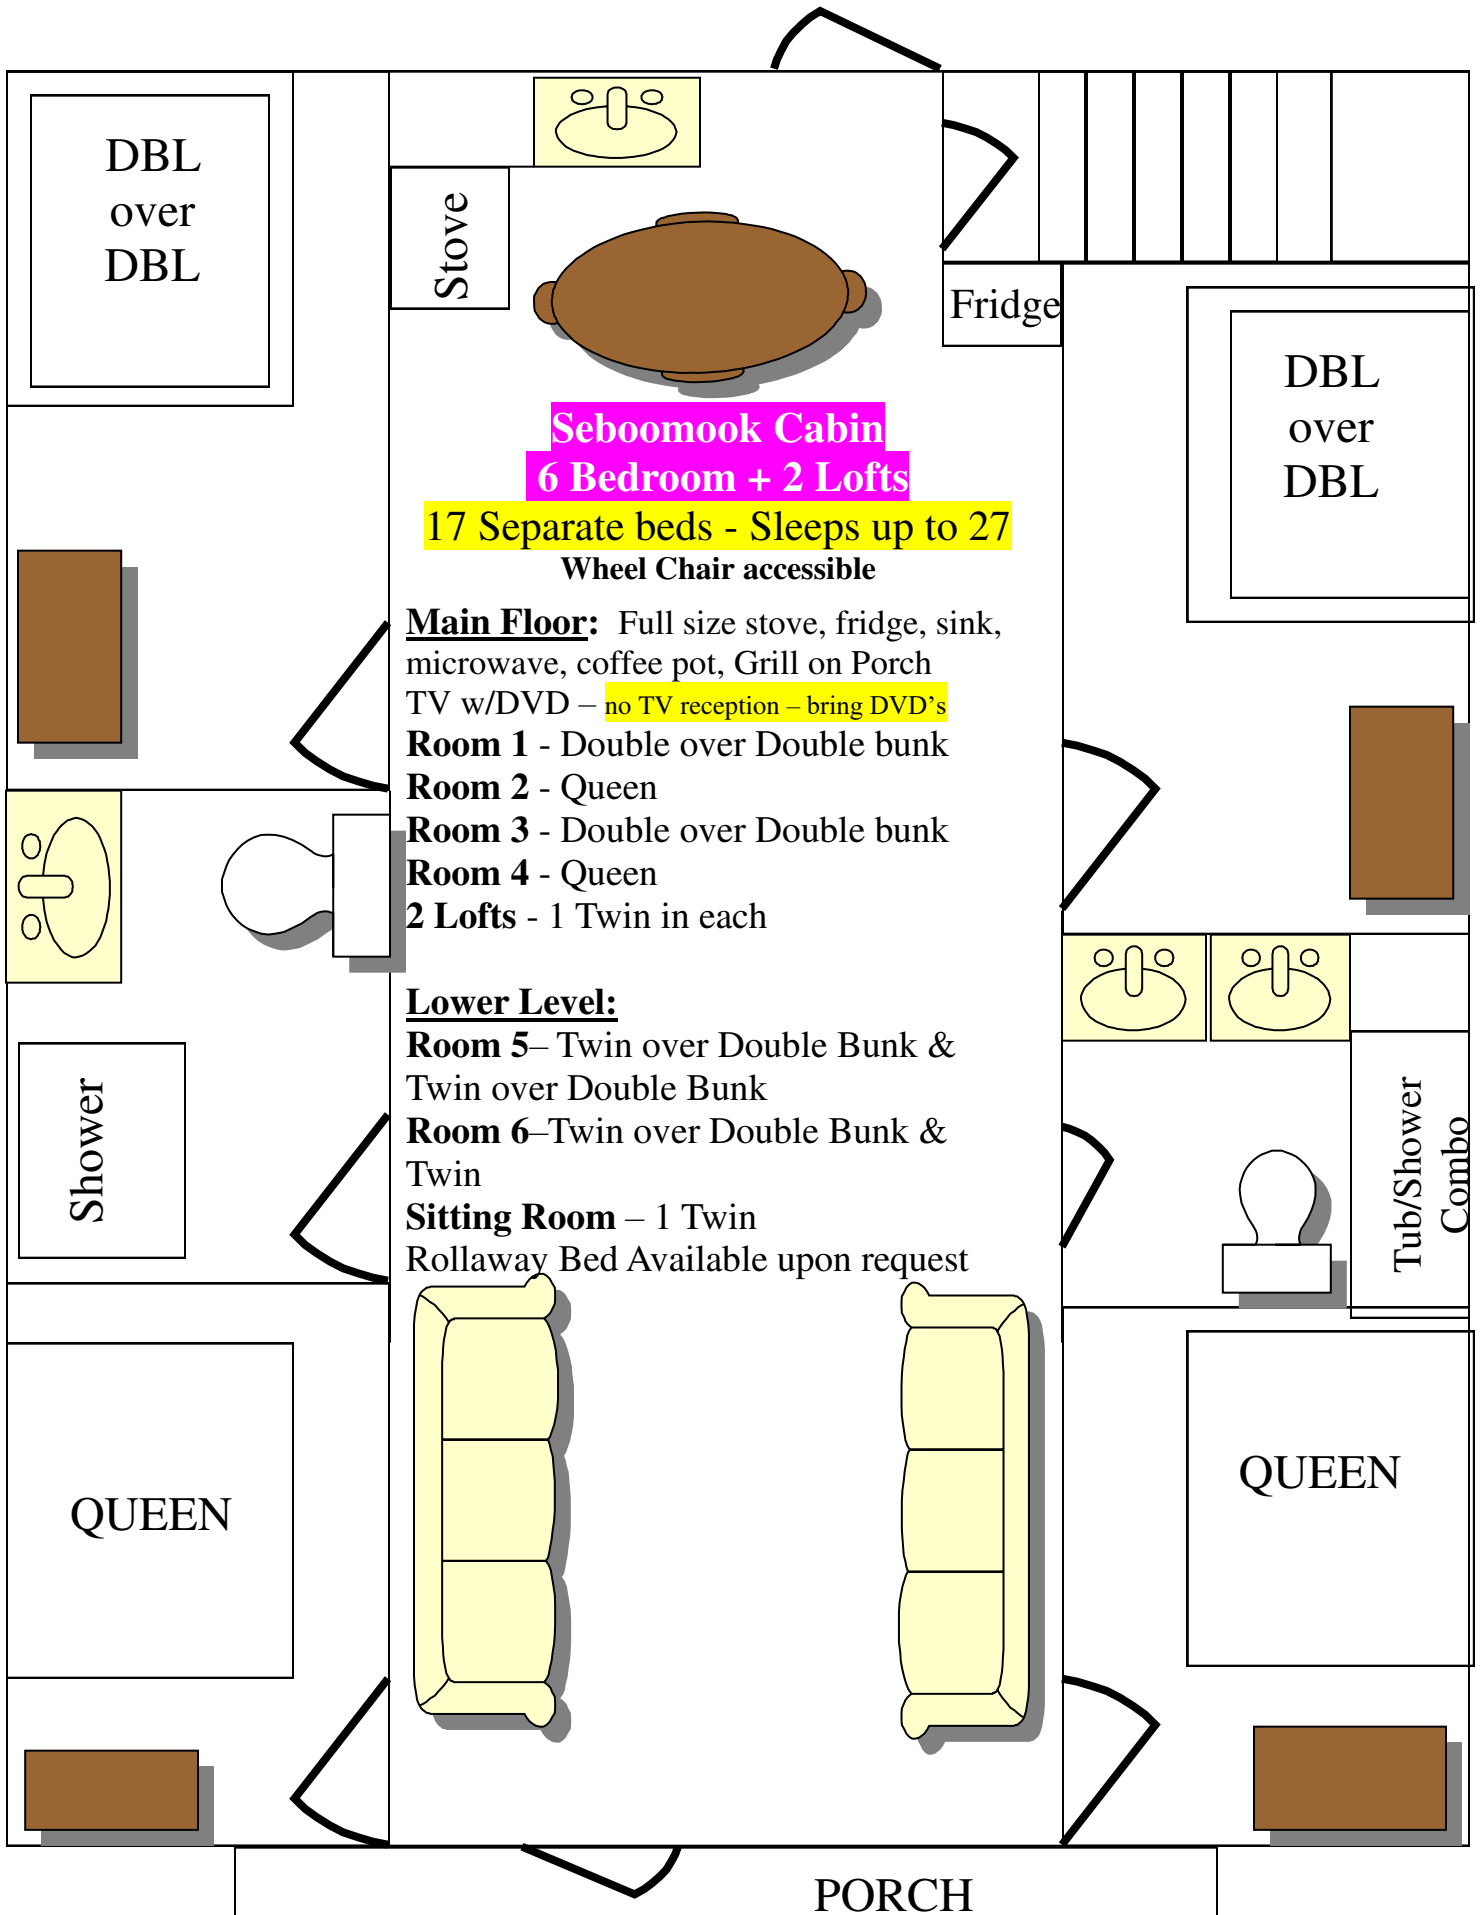 DBL
over
DBL
Stove
Fridge
DBL
over
DBL
Seboomook Cabin
6 Bedroom + 2 Lofts
17 Separate beds - Sleeps up to 27
Wheel Chair accessible
Main Floor: Full size stove, fridge, sink,
microwave, coffee pot, Grill on Porch
TV w/DVD – no TV reception – bring DVD's
Room 1 - Double over Double bunk
Room 2 - Queen
Room 3 - Double over Double bunk
Room 4 - Queen
2 Lofts - 1 Twin in each
Lower Level:
Room 5– Twin over Double Bunk &
Twin over Double Bunk
Room 6–Twin over Double Bunk &
Twin
Sitting Room – 1 Twin
Rollaway Bed Available upon request
Shower
Tub/Shower
Combo
QUEEN
QUEEN
PORCH